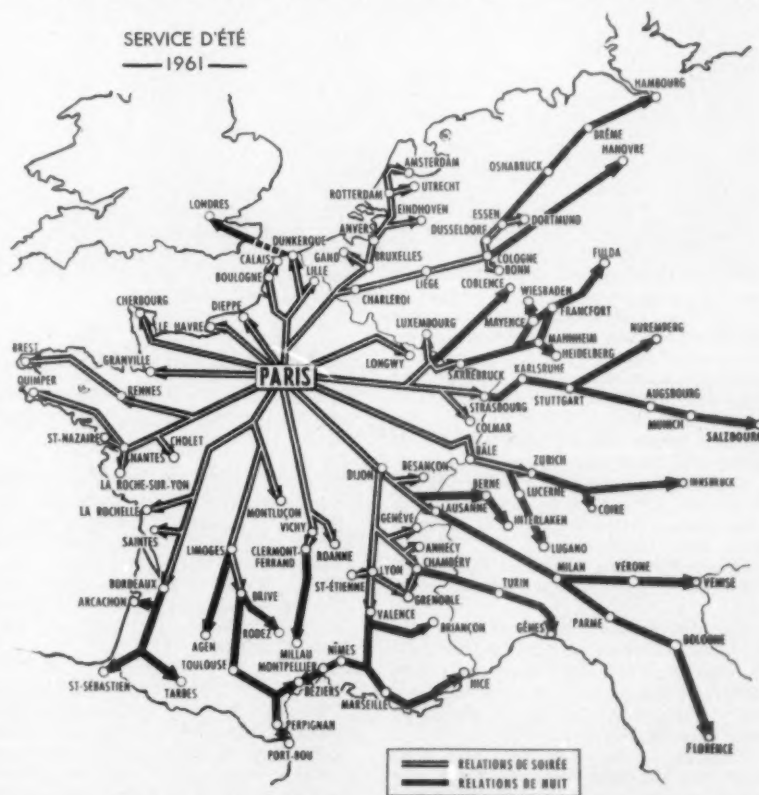 SERVICE D'ÉTÉ
1961
HAMBOURG
BRÊME
HANOVRE
OSNABRUCK
AMSTERDAM
UTRECHT
ROTTERDAM
EINDHOVEN
ESSEN
DORTMUND
DUSSELDORF
LONDRES
ANVERS
DUNKERQUE
GAND
BRUXELLES
COLOGNE
CALAIS
LILLE
BONN
FULDA
BOULOGNE
LIÉGE
COBLENCE
WIESBADEN
CHARLEROI
CHERBOURG
DIEPPE
FRANCFORT
LE HAVRE
LUXEMBOURG
MAYENCE
NUREMBERG
MANNHEIM
BREST
GRANVILLE
LONGWY
HEIDELBERG
PARIS
SARREBRUCK
KARLSRUHE
QUIMPER
RENNES
STRASBOURG
STUTTGART
AUGSBOURG
COLMAR
MUNICH
SALZBOURG
ST-NAZAIRE
CHOLET
NANTES
BÂLE
LA ROCHE-SUR-YON
DIJON
BESANÇON
ZURICH
BERNE
LUCERNE
INNSBRUCK
MONTLUÇON
LA ROCHELLE
GENÈVE
LAUSANNE
COIRE
VICHY
INTERLAKEN
SAINTES
LIMOGES
CLERMONT-
FERRAND
ROANNE
ANNECY
LUGANO
CHAMBÉRY
LYON
MILAN
VÉRONE
BORDEAUX
ST-ÉTIENNE
VENISE
BRIVE
GRENOBLE
TURIN
ARCACHON
VALENCE
PARME
BRIANÇON
GÊNES
AGEN
RODEZ
MILLAU
NÎMES
BOLOGNE
TOULOUSE
MONTPELLIER
ST-SÉBASTIEN
TARBES
BÉZIERS
NICE
MARSEILLE
PERPIGNAN
FLORENCE
PORT-BOU
RELATIONS DE SOIRÉE
RELATIONS DE NUIT